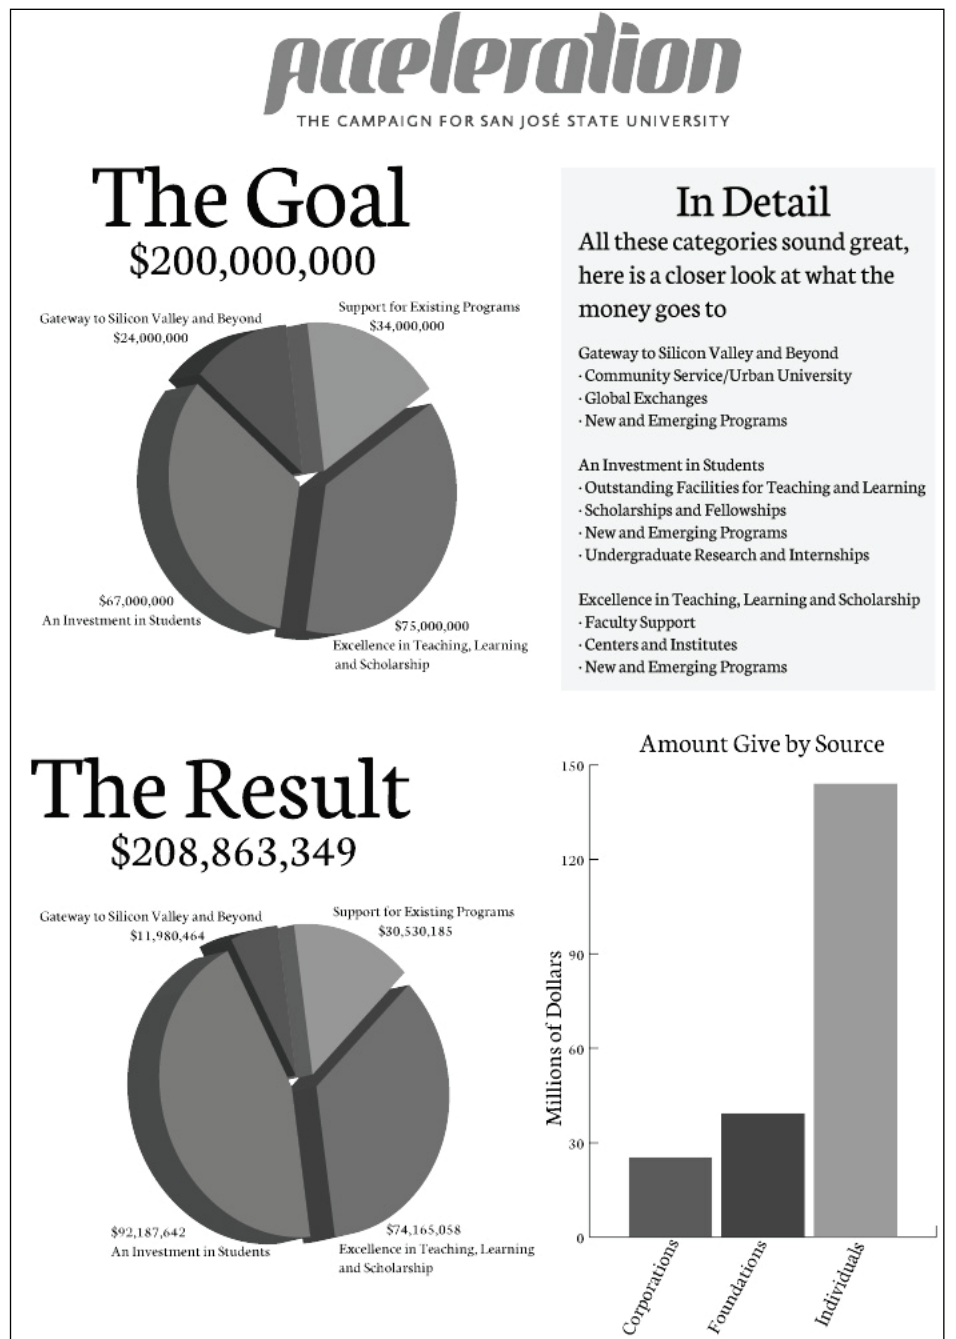 acceleration
THE CAMPAIGN FOR SAN JOSÉ STATE UNIVERSITY
The Goal
$200,000,000
Gateway to Silicon Valley and Beyond
$24,000,000
Support for Existing Programs
$34,000,000
$67,000,000
An Investment in Students
$75,000,000
Excellence in Teaching, Learning
and Scholarship
In Detail
All these categories sound great,
here is a closer look at what the
money goes to
Gateway to Silicon Valley and Beyond
· Community Service/Urban University
· Global Exchanges
· New and Emerging Programs
An Investment in Students
· Outstanding Facilities for Teaching and Learning
· Scholarships and Fellowships
· New and Emerging Programs
· Undergraduate Research and Internships
Excellence in Teaching, Learning and Scholarship
· Faculty Support
· Centers and Institutes
· New and Emerging Programs
The Result
$208,863,349
Gateway to Silicon Valley and Beyond
$11,980,464
Support for Existing Programs
$30,530,185
$92,187,642
An Investment in Students
$74,165,058
Excellence in Teaching, Learning
and Scholarship
Amount Give by Source
Millions of Dollars
150
120
90
60
30
0
Corporations
Foundations
Individuals